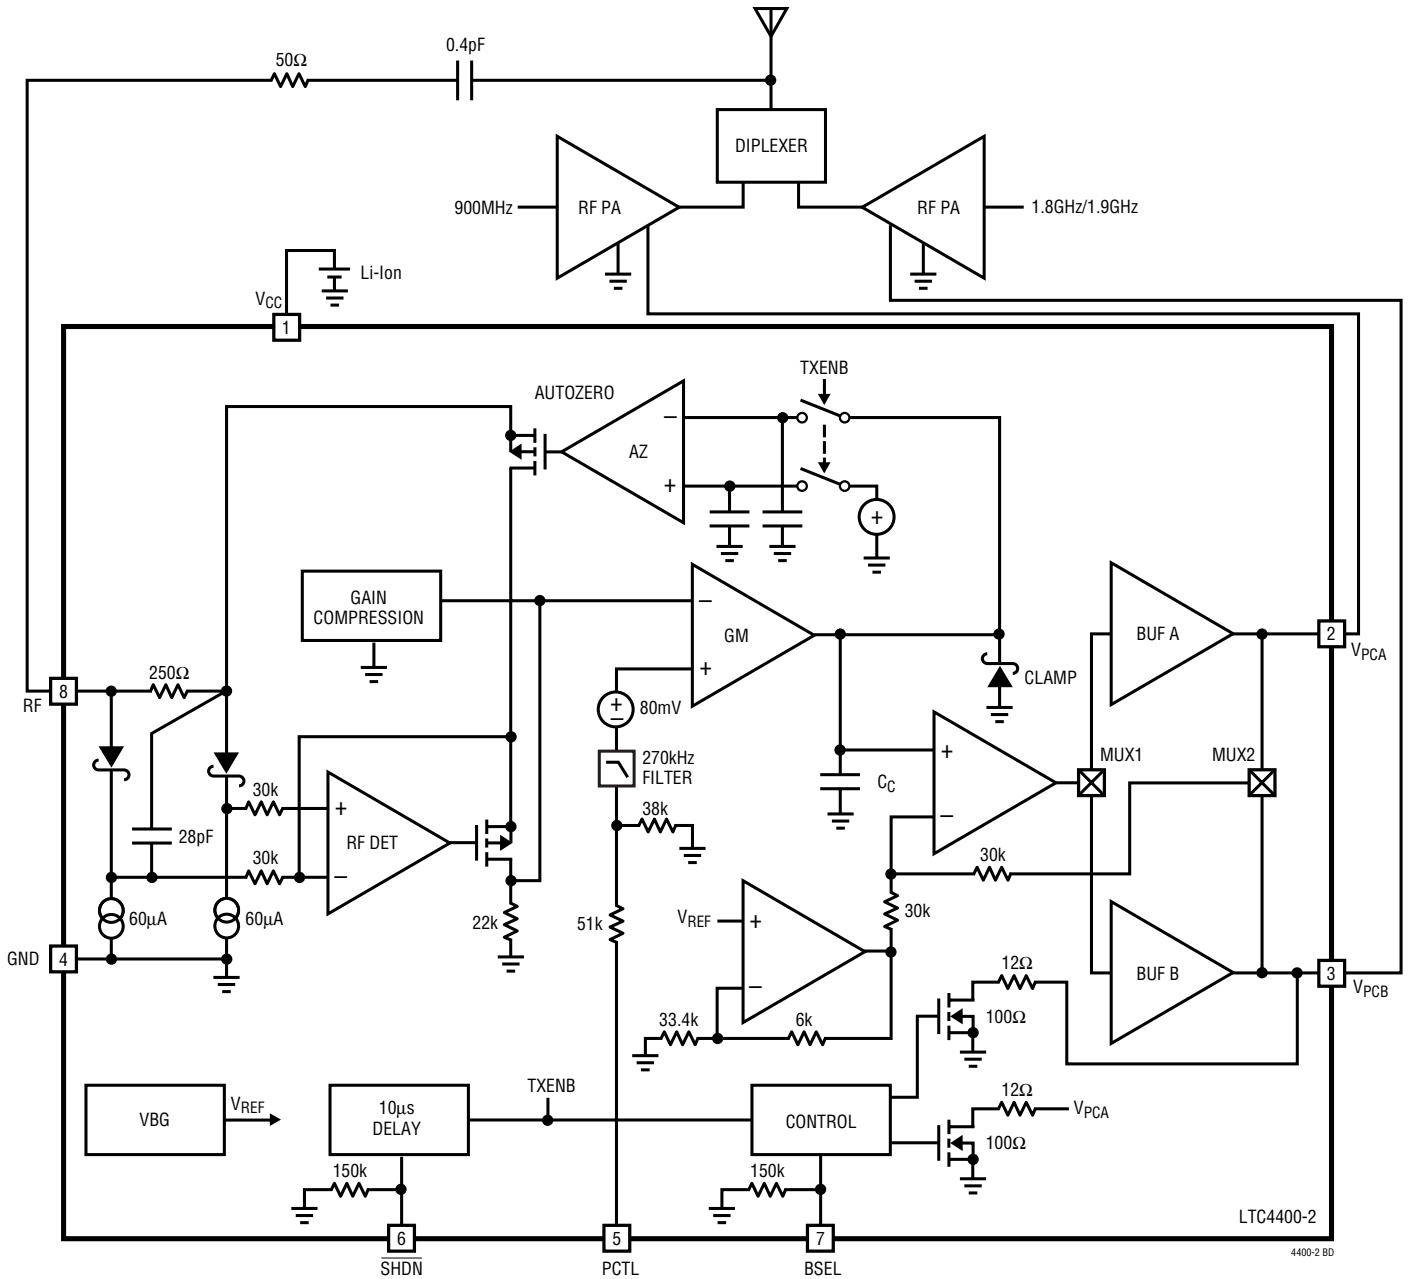 0.4pF
50Ω
DIPLEXER
900MHz
RF PA
RF PA
1.8GHz/1.9GHz
Li-Ion
VCC
1
TXENB
AUTOZERO
−
AZ
+
+
GAIN
COMPRESSION
−
GM
+
BUF A
2
VPCA
250Ω
8
RF
+
−
80mV
CLAMP
270kHz
FILTER
MUX1
MUX2
+
CC
−
30k
+
38k
28pF
RF DET
30k
−
30k
30k
60µA
60µA
22k
51k
VREF
+
GND
4
−
12Ω
BUF B
3
VPCB
33.4k
6k
100Ω
TXENB
12Ω
VBG
VREF
10µs
DELAY
CONTROL
VPCA
100Ω
150k
150k
LTC4400-2
6
5
7
4400-2 BD
SHDN
PCTL
BSEL